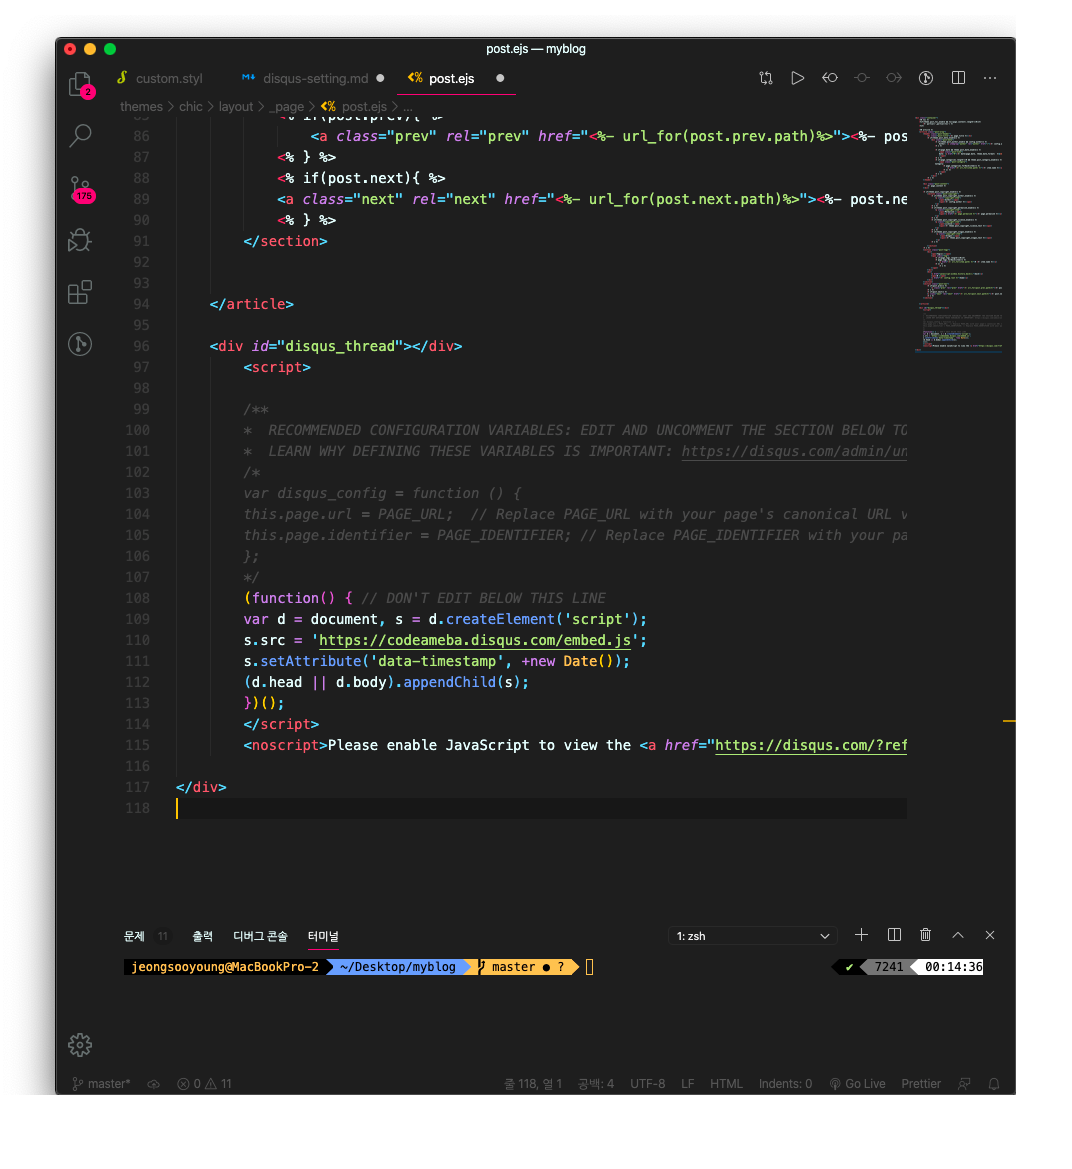 post.ejs — myblog
custom.styl disqus-setting.md post.ejs
2
themes > chic > layout > _page > post.ejs > ...
85 <% if(post.prev){ %>
86 <a class="prev" rel="prev" href="<%- url_for(post.prev.path)%>"><%- pos
87 <% } %>
88 <% if(post.next){ %>
89 <a class="next" rel="next" href="<%- url_for(post.next.path)%>"><%- post.ne
175
90 <% } %>
91 </section>
92
93
94 </article>
95
96 <div id="disqus_thread"></div>
97 <script>
98
99 /**
100 *  RECOMMENDED CONFIGURATION VARIABLES: EDIT AND UNCOMMENT THE SECTION BELOW TO
101 *  LEARN WHY DEFINING THESE VARIABLES IS IMPORTANT: https://disqus.com/admin/un
102 /*
103 var disqus_config = function () {
104 this.page.url = PAGE_URL;  // Replace PAGE_URL with your page's canonical URL v
105 this.page.identifier = PAGE_IDENTIFIER; // Replace PAGE_IDENTIFIER with your pa
106 };
107 */
108 (function() { // DON'T EDIT BELOW THIS LINE
109 var d = document, s = d.createElement('script');
110 s.src = 'https://codeameba.disqus.com/embed.js';
111 s.setAttribute('data-timestamp', +new Date());
112 (d.head || d.body).appendChild(s);
113 })();
114 </script>
115 <noscript>Please enable JavaScript to view the <a href="https://disqus.com/?ref
116
117 </div>
118
문제 11 출력 디버그 콘솔 터미널 1: zsh
jeongsooyoung@MacBookPro-2 ~/Desktop/myblog master ● ? ✔ 7241 00:14:36
master* 0 11 줄 118, 열 1 공백: 4 UTF-8 LF HTML Indents: 0 Go Live Prettier